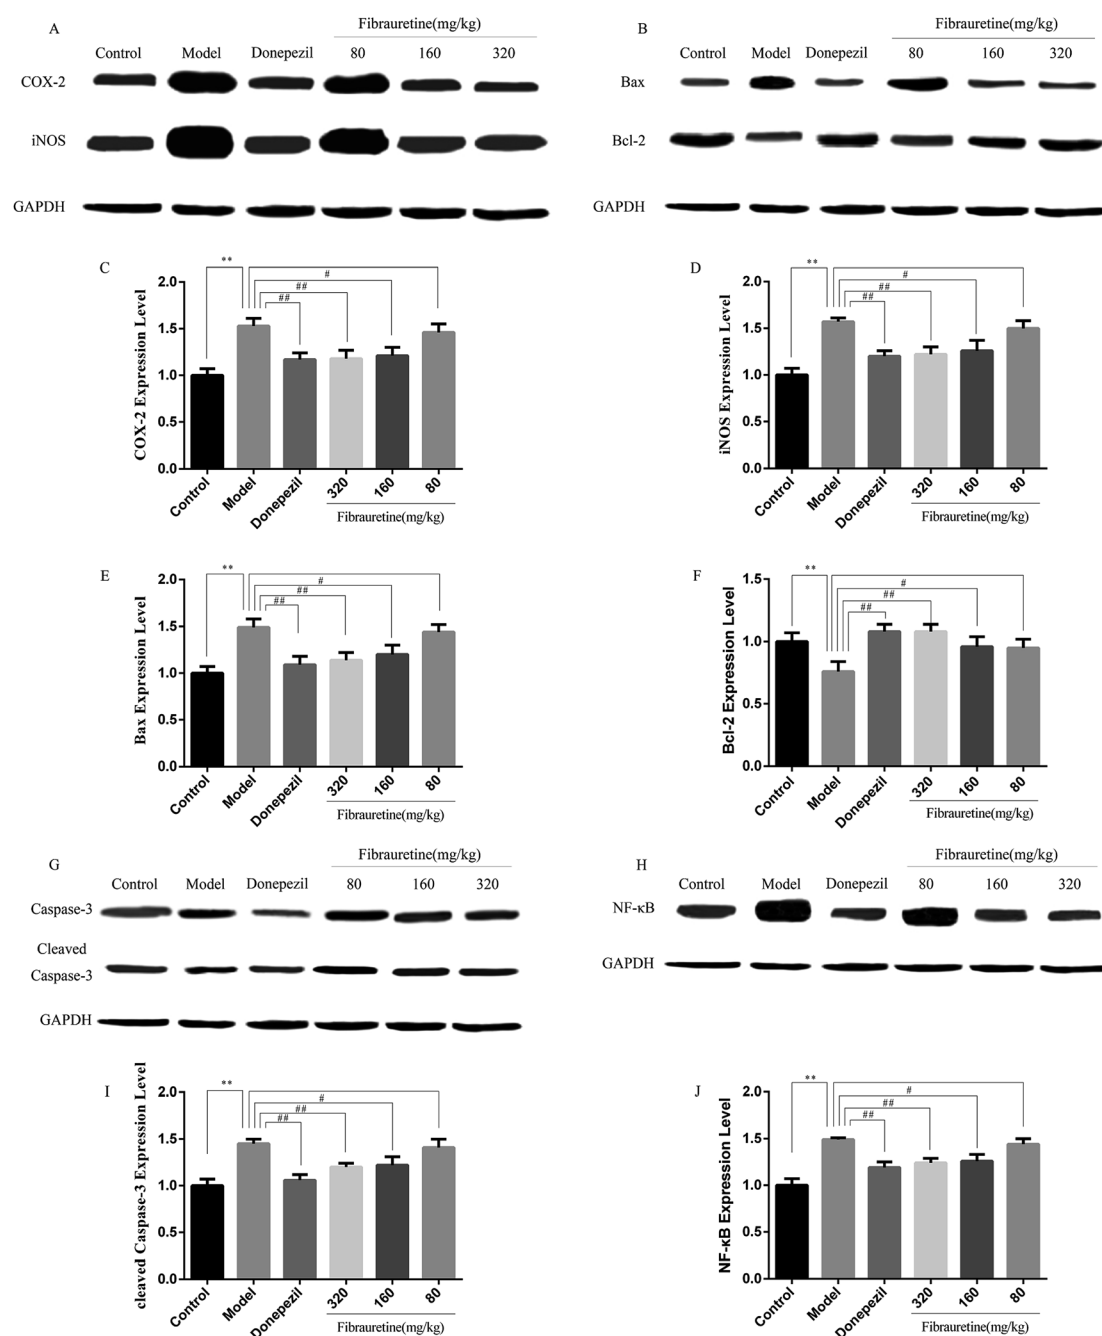 A
Fibrauretine(mg/kg)
Control Model Donepezil 80 160 320
COX-2
iNOS
GAPDH
B
Fibrauretine(mg/kg)
Control Model Donepezil 80 160 320
Bax
Bcl-2
GAPDH
C
COX-2 Expression Level
2.0
1.5
1.0
0.5
0.0
**
#
##
##
Control Model Donepezil 320 160 80
Fibrauretine(mg/kg)
D
iNOS Expression Level
2.0
1.5
1.0
0.5
0.0
**
#
##
##
Control Model Donepezil 320 160 80
Fibrauretine(mg/kg)
E
Bax Expression Level
2.0
1.5
1.0
0.5
0.0
**
#
##
##
Control Model Donepezil 320 160 80
Fibrauretine(mg/kg)
F
Bcl-2 Expression Level
1.5
1.0
0.5
0.0
**
#
##
##
Control Model Donepezil 320 160 80
Fibrauretine(mg/kg)
G
Fibrauretine(mg/kg)
Control Model Donepezil 80 160 320
Caspase-3
Cleaved
Caspase-3
GAPDH
H
Fibrauretine(mg/kg)
Control Model Donepezil 80 160 320
NF-κB
GAPDH
I
cleaved Caspase-3 Expression Level
2.0
1.5
1.0
0.5
0.0
**
#
##
##
Control Model Donepezil 320 160 80
Fibrauretine(mg/kg)
J
NF-κB Expression Level
2.0
1.5
1.0
0.5
0.0
**
#
##
##
Control Model Donepezil 320 160 80
Fibrauretine(mg/kg)